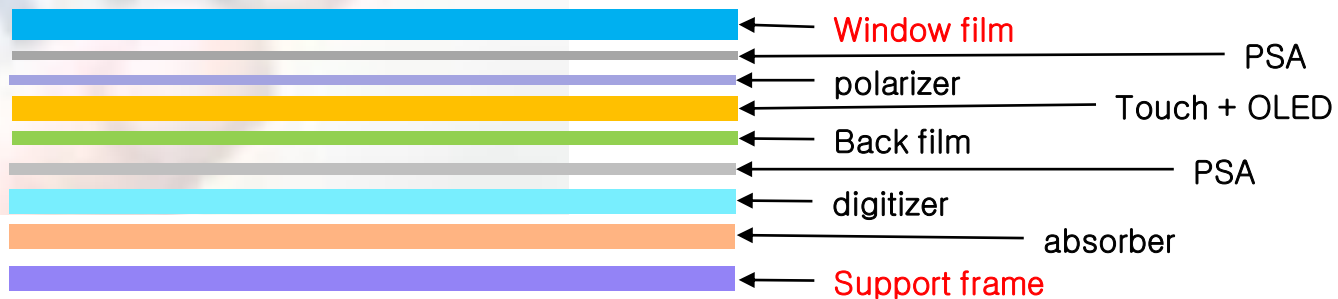 Window film
PSA
polarizer
Touch + OLED
Back film
PSA
digitizer
absorber
Support frame